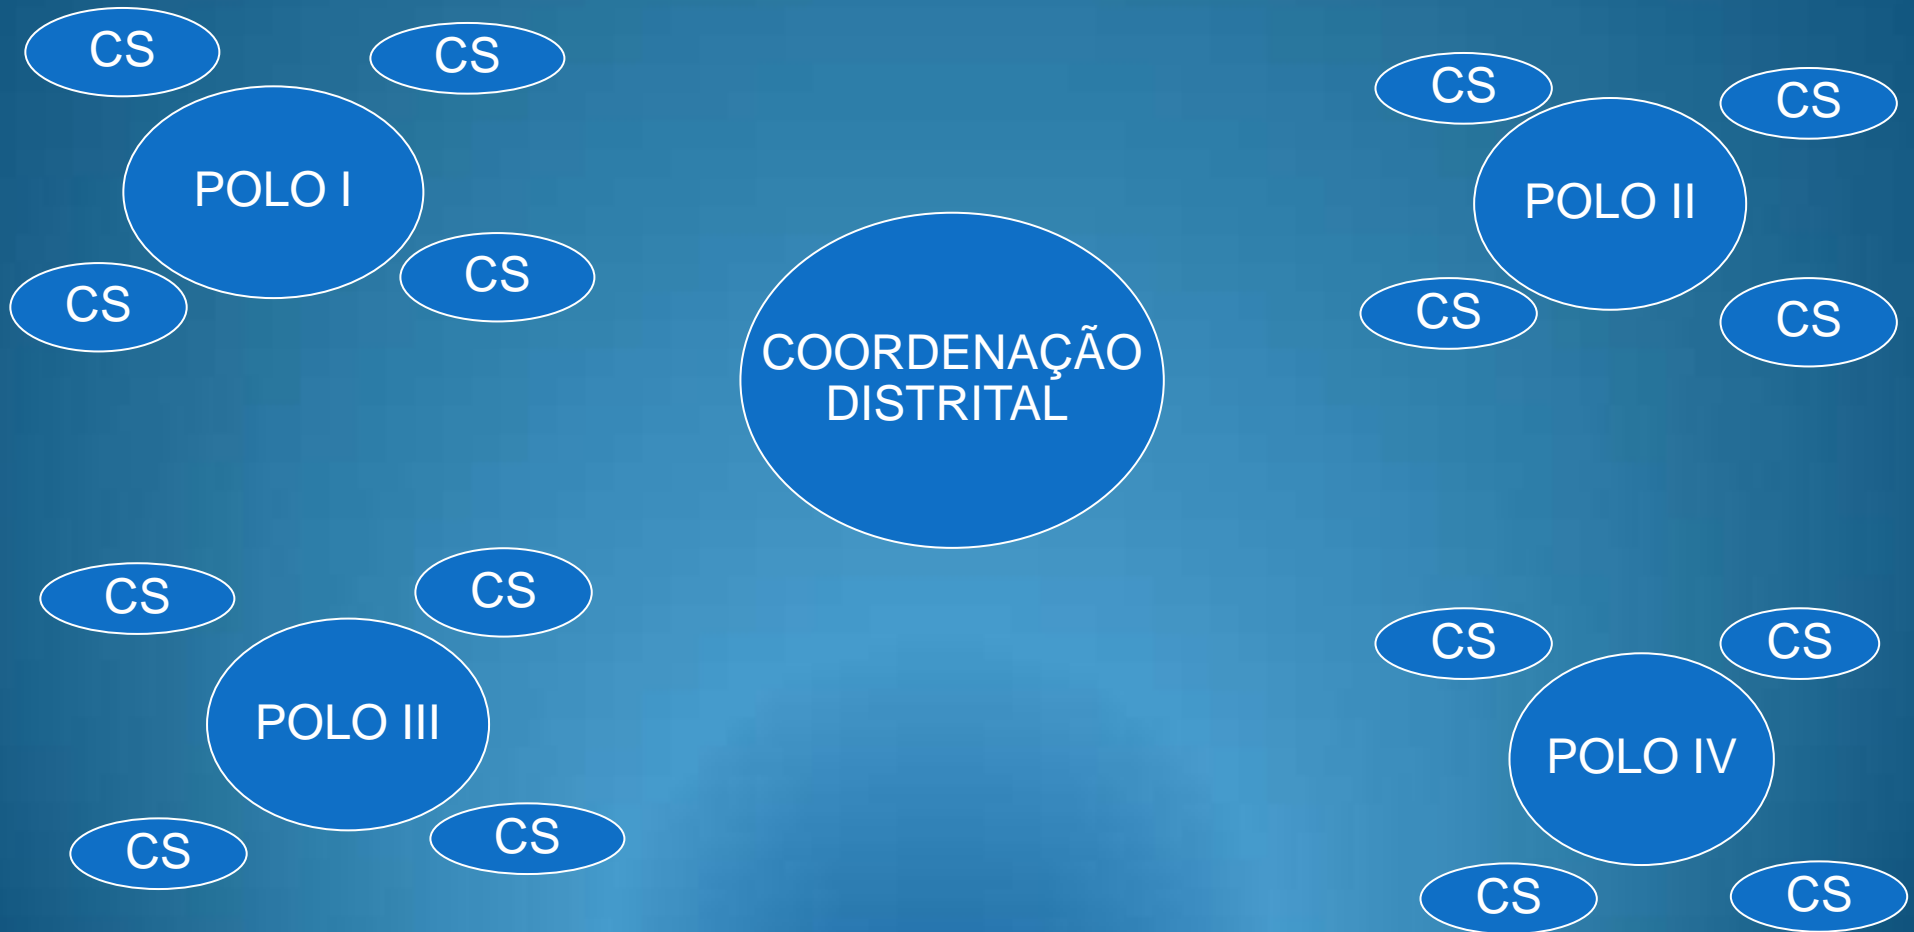 CS
CS
POLO I
CS
CS
CS
CS
POLO II
CS
CS
COORDENAÇÃO
DISTRITAL
CS
CS
POLO III
CS
CS
CS
CS
POLO IV
CS
CS